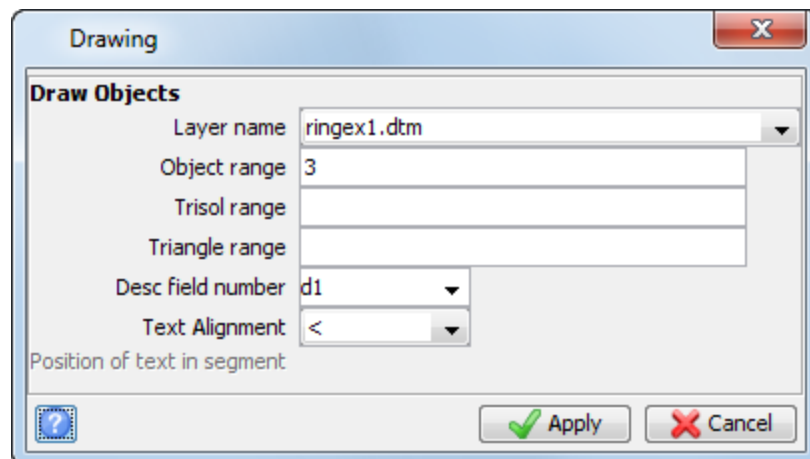 Drawing
Draw Objects
Layer name ringex1.dtm
Object range 3
Trisol range
Triangle range
Desc field number d1
Text Alignment <
Position of text in segment
? Apply Cancel